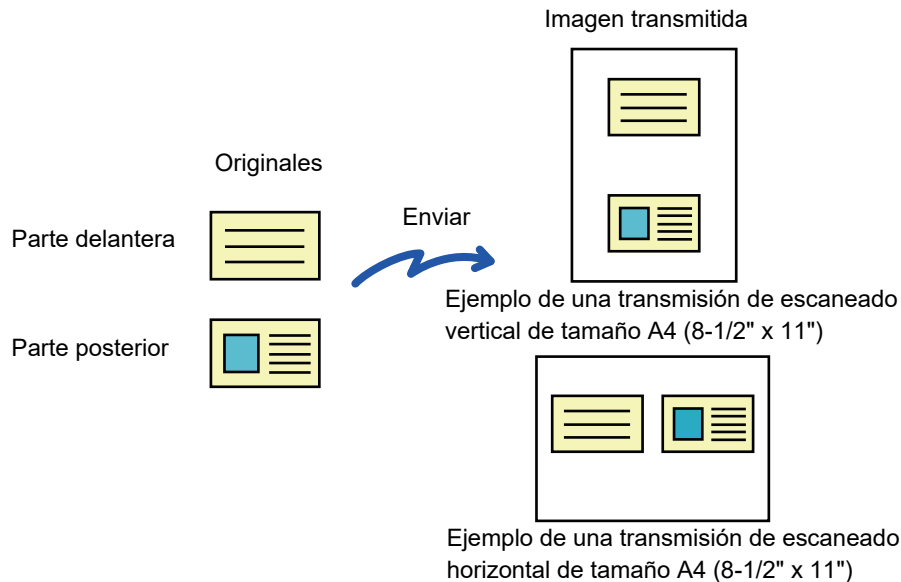 Imagen transmitida
Originales
Enviar
Parte delantera
Parte posterior
Ejemplo de una transmisión de escaneado
vertical de tamaño A4 (8-1/2" x 11")
Ejemplo de una transmisión de escaneado
horizontal de tamaño A4 (8-1/2" x 11")